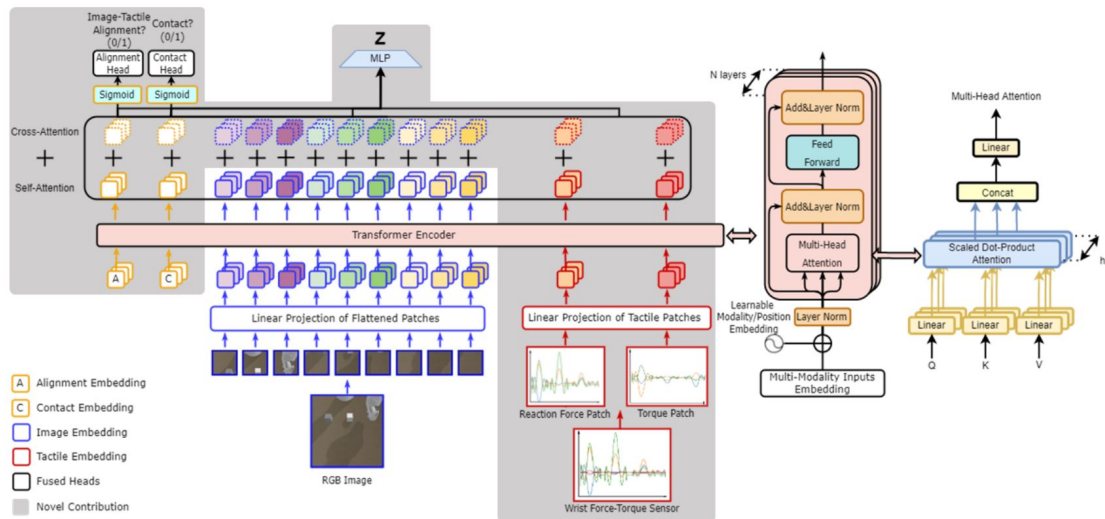 Image-Tactile
Alignment?
(0/1)
Contact?
(0/1)
Alignment
Head
Contact
Head
Sigmoid
Sigmoid
Z
MLP
Cross-Attention
Self-Attention
Transformer Encoder
A
C
Linear Projection of Flattened Patches
Linear Projection of Tactile Patches
Reaction Force Patch
Torque Patch
RGB Image
Wrist Force-Torque Sensor
A Alignment Embedding
C Contact Embedding
Image Embedding
Tactile Embedding
Fused Heads
Novel Contribution
N layers
Add&Layer Norm
Feed
Forward
Add&Layer Norm
Multi-Head
Attention
Learnable
Modality/Position
Embedding
Layer Norm
Multi-Modality Inputs
Embedding
Multi-Head Attention
Linear
Concat
Scaled Dot-Product
Attention
h
Linear
Linear
Linear
Q
K
V